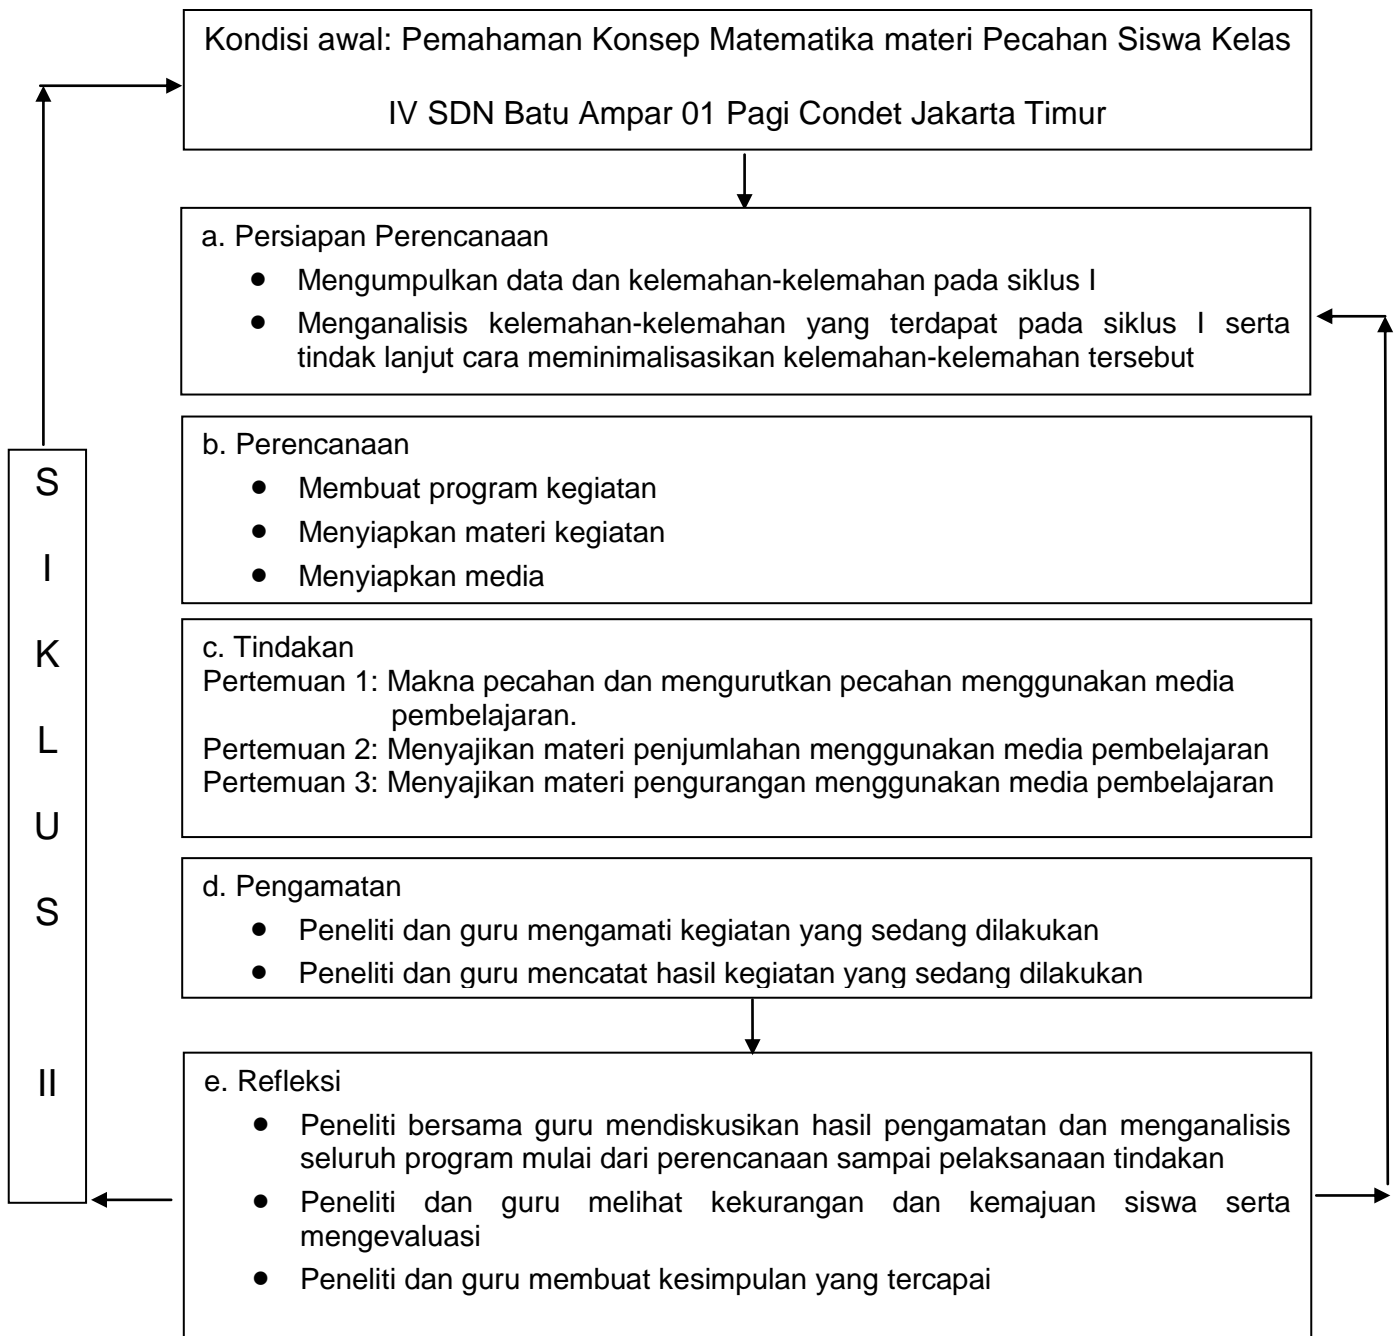 Kondisi awal: Pemahaman Konsep Matematika materi Pecahan Siswa Kelas
IV SDN Batu Ampar 01 Pagi Condet Jakarta Timur
a. Persiapan Perencanaan
● Mengumpulkan data dan kelemahan-kelemahan pada siklus I
● Menganalisis kelemahan-kelemahan yang terdapat pada siklus I serta
tindak lanjut cara meminimalisasikan kelemahan-kelemahan tersebut
b. Perencanaan
● Membuat program kegiatan
● Menyiapkan materi kegiatan
● Menyiapkan media
c. Tindakan
Pertemuan 1: Makna pecahan dan mengurutkan pecahan menggunakan media
pembelajaran.
Pertemuan 2: Menyajikan materi penjumlahan menggunakan media pembelajaran
Pertemuan 3: Menyajikan materi pengurangan menggunakan media pembelajaran
d. Pengamatan
● Peneliti dan guru mengamati kegiatan yang sedang dilakukan
● Peneliti dan guru mencatat hasil kegiatan yang sedang dilakukan
e. Refleksi
● Peneliti bersama guru mendiskusikan hasil pengamatan dan menganalisis
seluruh program mulai dari perencanaan sampai pelaksanaan tindakan
● Peneliti dan guru melihat kekurangan dan kemajuan siswa serta
mengevaluasi
● Peneliti dan guru membuat kesimpulan yang tercapai
S
I
K
L
U
S
II